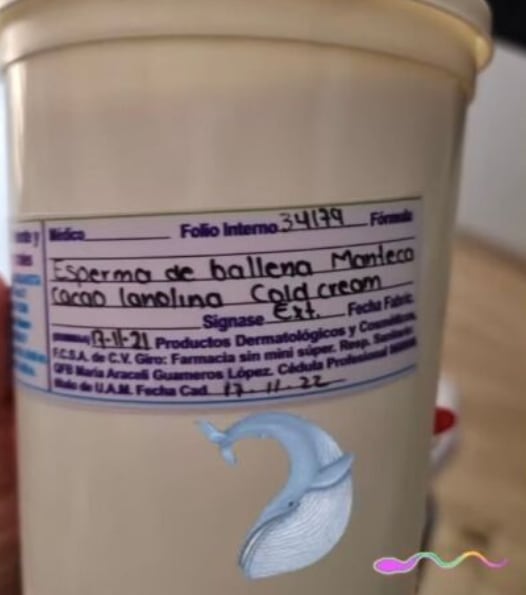 Médico Folio Interno 34179 Fórmula
Esperma de ballena Manteca
cacao lanolina Cold cream
Signase Ext. Fecha Fabric.
17-11-21 Productos Dermatológicos y Cosméticos,
F.C.S.A. de C.V. Giro: Farmacia sin mini súper. Resp. Sanitario:
QFB María Araceli Guarneros López. Cédula Profesional
de U.A.M. Fecha Cad. 17-11-22